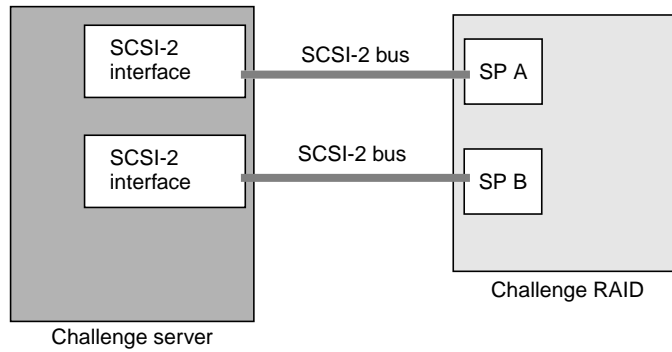 SCSI-2
interface
SCSI-2 bus
SP A
SCSI-2
interface
SCSI-2 bus
SP B
Challenge RAID
Challenge server